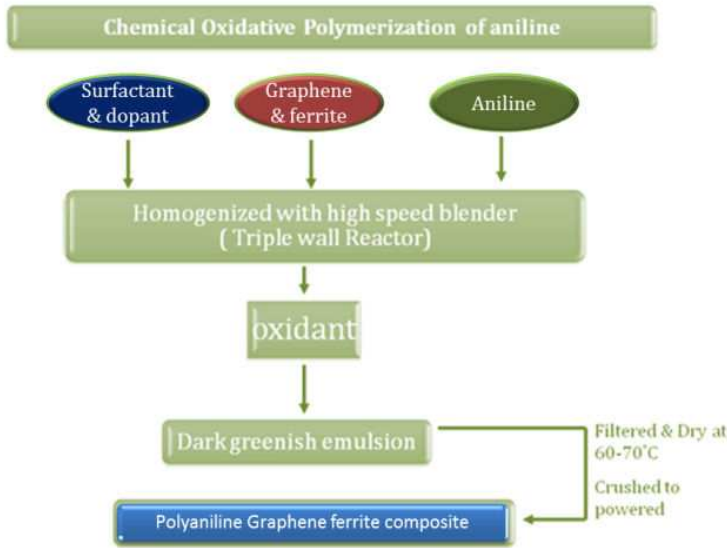 Chemical Oxidative Polymerization of aniline
Surfactant
& dopant
Graphene
& ferrite
Aniline
Homogenized with high speed blender
( Triple wall Reactor)
oxidant
Dark greenish emulsion
Filtered & Dry at
60-70°C
Crushed to
powered
Polyaniline Graphene ferrite composite